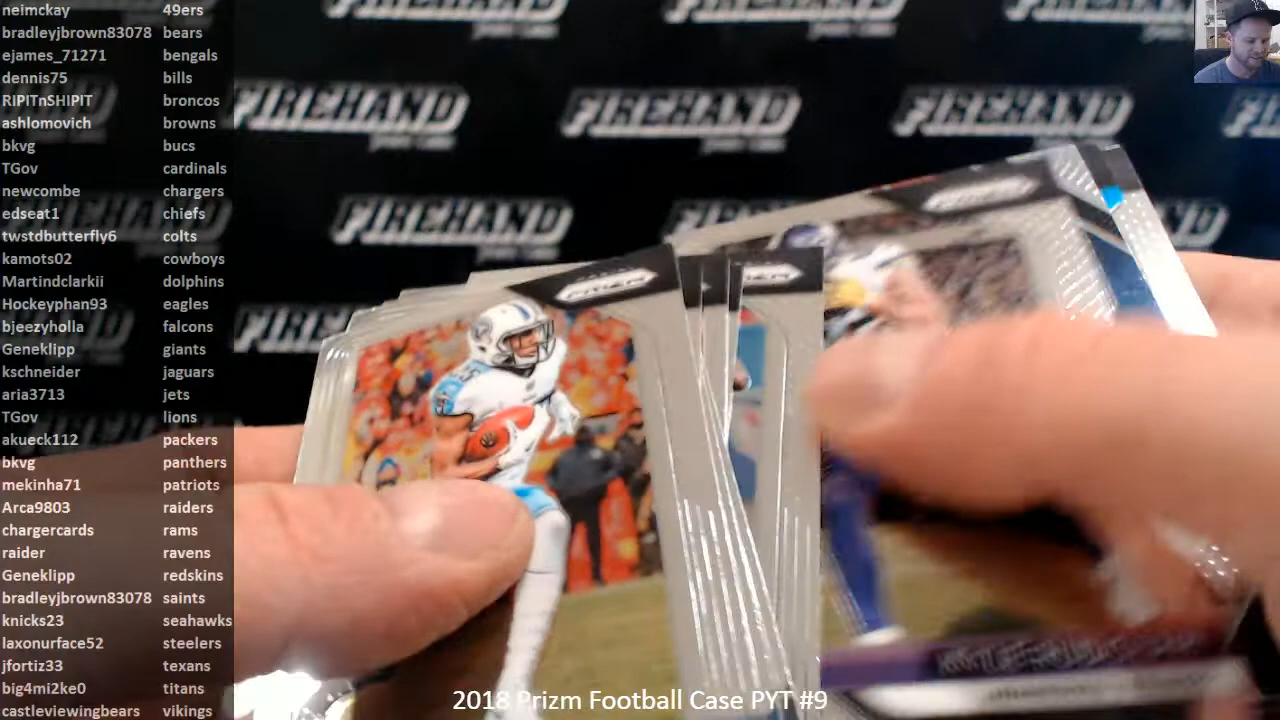 neimckay 49ers
bradleyjbrown83078 bears
ejames_71271 bengals
dennis75 bills
RIPITnSHIPIT broncos
ashlomovich browns
bkvg bucs
TGov cardinals
newcombe chargers
edseat1 chiefs
twstdbutterfly6 colts
kamots02 cowboys
Martindclarkii dolphins
Hockeyphan93 eagles
bjeezyholla falcons
Geneklipp giants
kschneider jaguars
aria3713 jets
TGov lions
akueck112 packers
bkvg panthers
mekinha71 patriots
Arca9803 raiders
chargercards rams
raider ravens
Geneklipp redskins
bradleyjbrown83078 saints
knicks23 seahawks
laxonurface52 steelers
jfortiz33 texans
big4mi2ke0 titans
castleviewingbears vikings
FIREHAND FIREHAND FIREHAND
FIREHAND FIREHAND
FIREHAND
PRIZM
2018 Prizm Football Case PYT #9